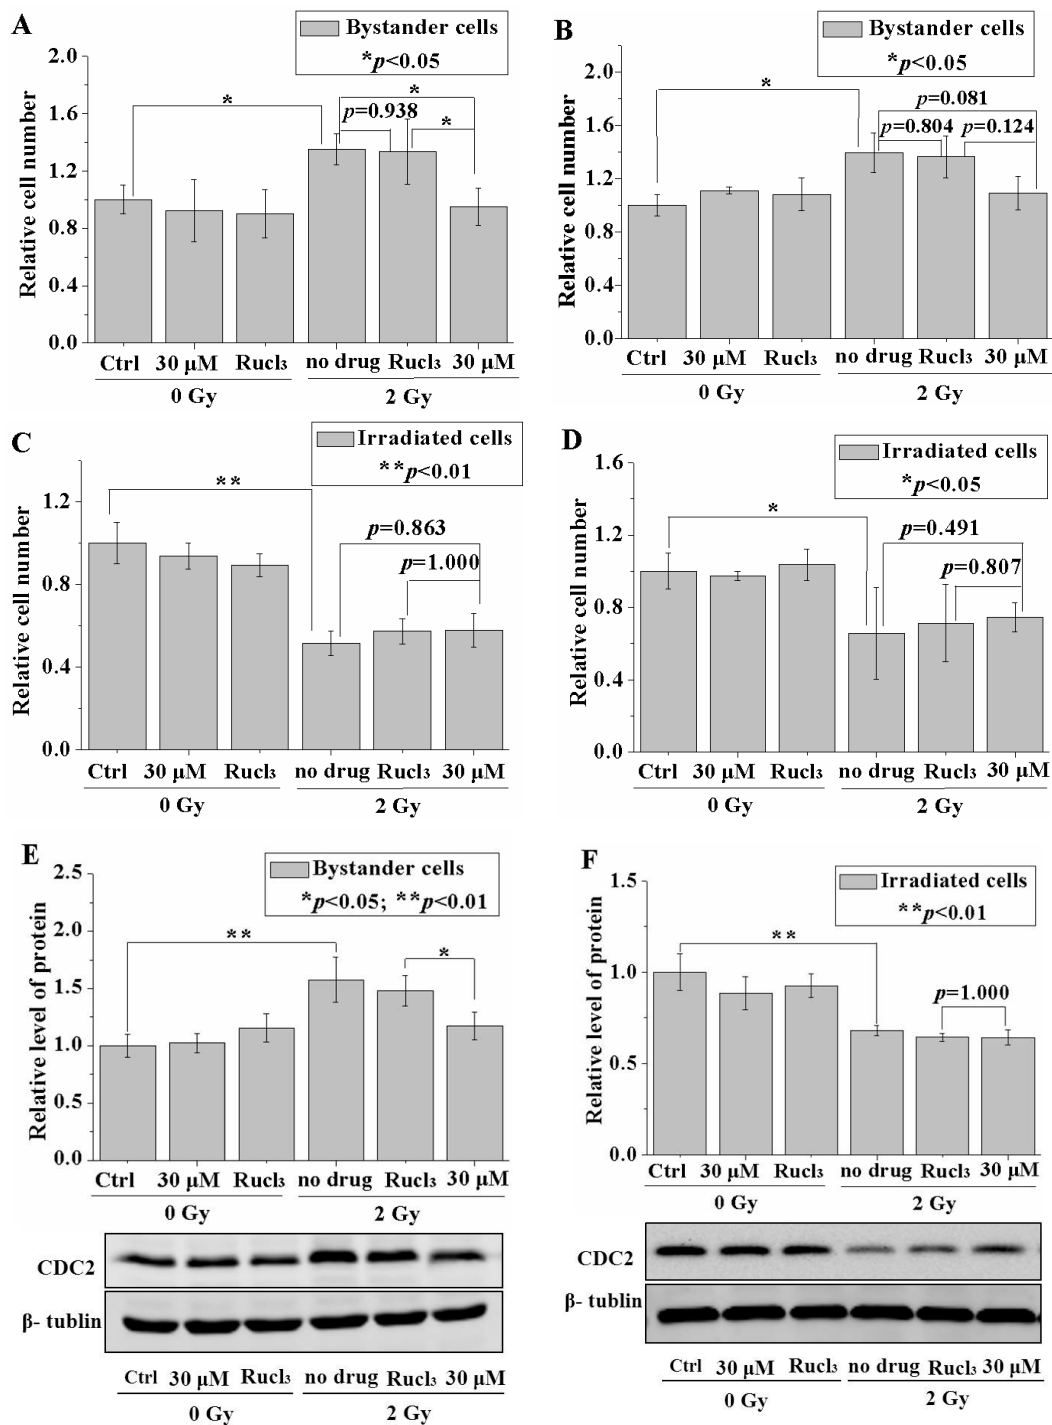 A
Bystander cells
*p<0.05
Relative cell number
2.0
1.6
1.2
0.8
0.4
0.0
*
p=0.938
*
*
Ctrl 30 μM Rucl₃ no drug Rucl₃ 30 μM
0 Gy 2 Gy
B
Bystander cells
*p<0.05
Relative cell number
2.0
1.6
1.2
0.8
0.4
0.0
*
p=0.081
p=0.804 p=0.124
Ctrl 30 μM Rucl₃ no drug Rucl₃ 30 μM
0 Gy 2 Gy
C
Irradiated cells
**p<0.01
Relative cell number
1.2
0.8
0.4
0.0
**
p=0.863
p=1.000
Ctrl 30 μM Rucl₃ no drug Rucl₃ 30 μM
0 Gy 2 Gy
D
Irradiated cells
*p<0.05
Relative cell number
1.6
1.2
0.8
0.4
0.0
*
p=0.491
p=0.807
Ctrl 30 μM Rucl₃ no drug Rucl₃ 30 μM
0 Gy 2 Gy
E
Bystander cells
*p<0.05; **p<0.01
Relative level of protein
2.5
2.0
1.5
1.0
0.5
0.0
**
*
Ctrl 30 μM Rucl₃ no drug Rucl₃ 30 μM
0 Gy 2 Gy
CDC2
β- tublin
Ctrl 30 μM Rucl₃ no drug Rucl₃ 30 μM
0 Gy 2 Gy
F
Irradiated cells
**p<0.01
Relative level of protein
1.5
1.0
0.5
0.0
**
p=1.000
Ctrl 30 μM Rucl₃ no drug Rucl₃ 30 μM
0 Gy 2 Gy
CDC2
β- tublin
Ctrl 30 μM Rucl₃ no drug Rucl₃ 30 μM
0 Gy 2 Gy